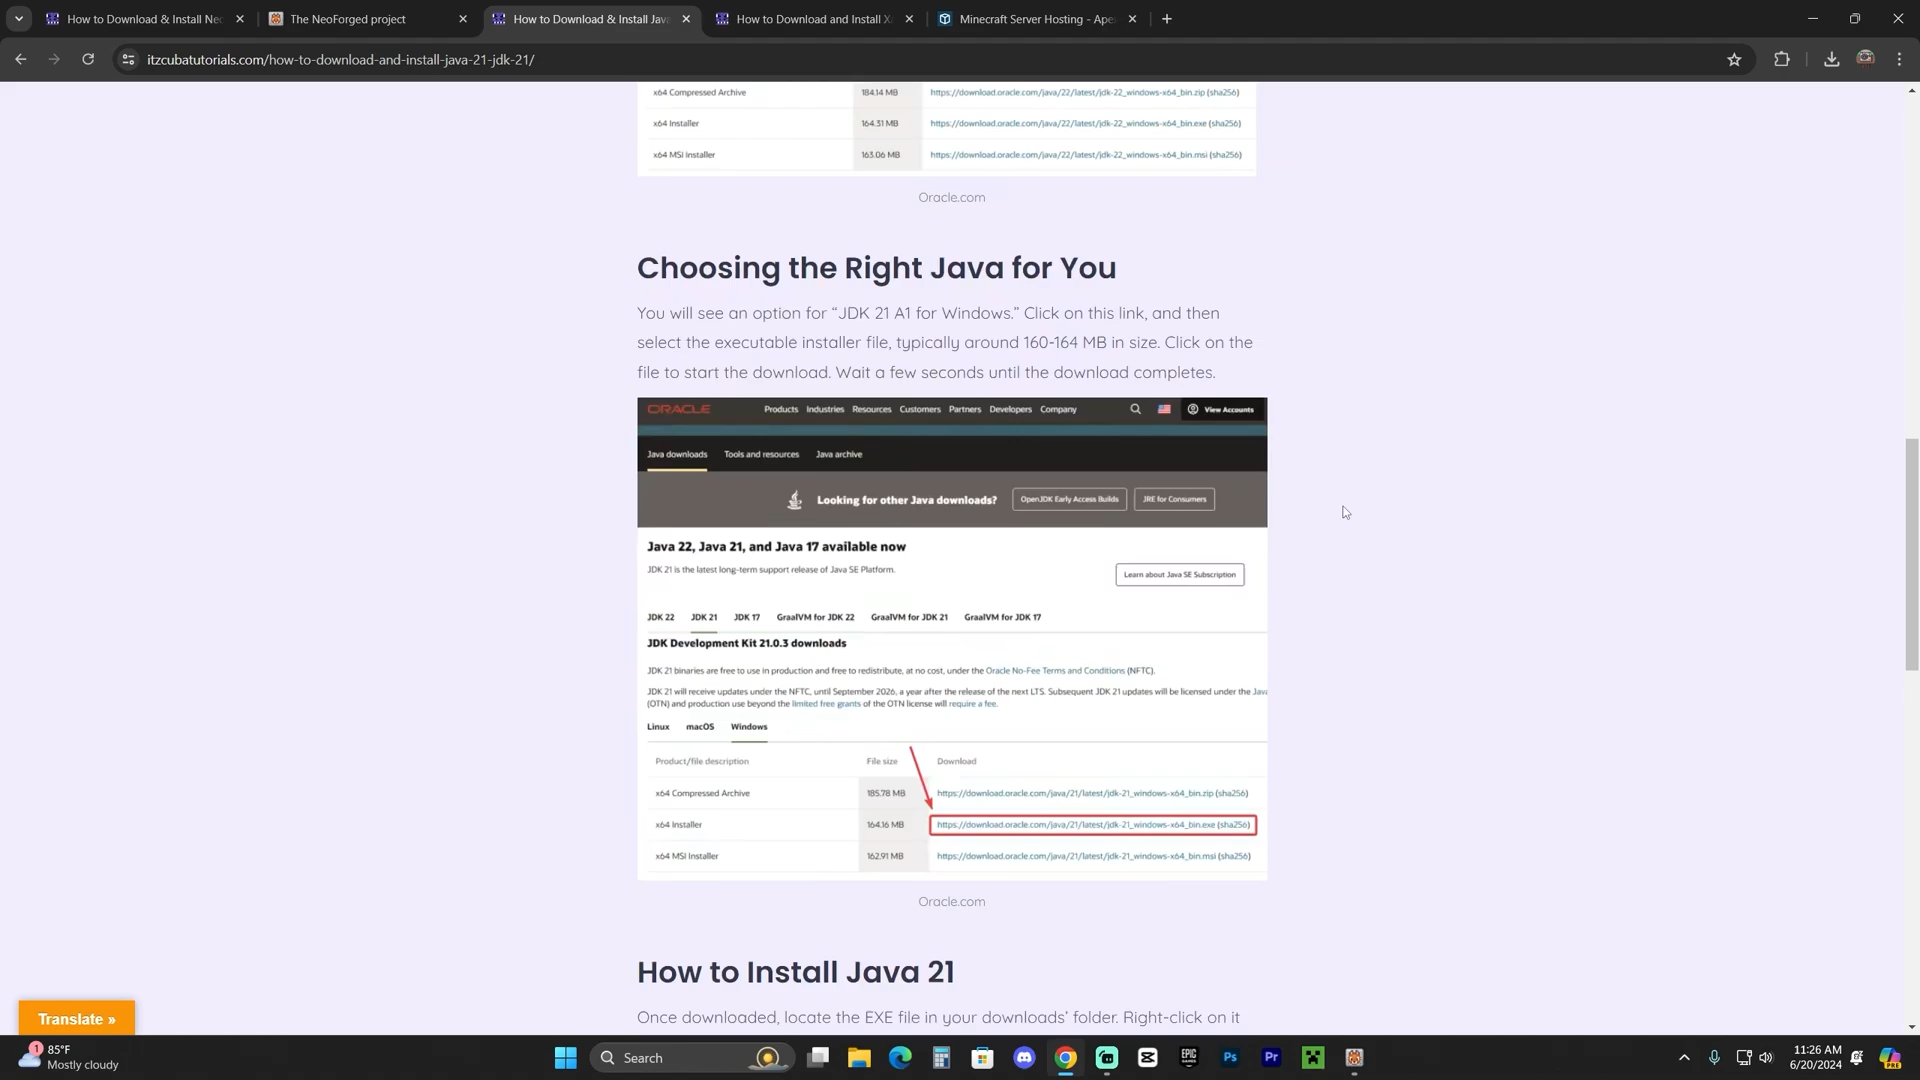 How to Download & Install Neo
The NeoForged project
How to Download & Install Java
How to Download and Install X
Minecraft Server Hosting - Ape
itzcubatutorials.com/how-to-download-and-install-java-21-jdk-21/
x64 Compressed Archive 184.14 MB https://download.oracle.com/java/22/latest/jdk-22_windows-x64_bin.zip (sha256)
x64 Installer 164.31 MB https://download.oracle.com/java/22/latest/jdk-22_windows-x64_bin.exe (sha256)
x64 MSI Installer 163.06 MB https://download.oracle.com/java/22/latest/jdk-22_windows-x64_bin.msi (sha256)
Oracle.com
Choosing the Right Java for You
You will see an option for “JDK 21 A1 for Windows.” Click on this link, and then
select the executable installer file, typically around 160-164 MB in size. Click on the
file to start the download. Wait a few seconds until the download completes.
ORACLE Products Industries Resources Customers Partners Developers Company View Accounts
Java downloads Tools and resources Java archive
Looking for other Java downloads? OpenJDK Early Access Builds JRE for Consumers
Java 22, Java 21, and Java 17 available now
JDK 21 is the latest long-term support release of Java SE Platform.
Learn about Java SE Subscription
JDK 22 JDK 21 JDK 17 GraalVM for JDK 22 GraalVM for JDK 21 GraalVM for JDK 17
JDK Development Kit 21.0.3 downloads
JDK 21 binaries are free to use in production and free to redistribute, at no cost, under the Oracle No-Fee Terms and Conditions (NFTC).
JDK 21 will receive updates under the NFTC, until September 2026, a year after the release of the next LTS. Subsequent JDK 21 updates will be licensed under the Java
(OTN) and production use beyond the limited free grants of the OTN license will require a fee.
Linux macOS Windows
Product/file description File size Download
x64 Compressed Archive 185.78 MB https://download.oracle.com/java/21/latest/jdk-21_windows-x64_bin.zip (sha256)
x64 Installer 164.16 MB https://download.oracle.com/java/21/latest/jdk-21_windows-x64_bin.exe (sha256)
x64 MSI Installer 162.91 MB https://download.oracle.com/java/21/latest/jdk-21_windows-x64_bin.msi (sha256)
Oracle.com
How to Install Java 21
Once downloaded, locate the EXE file in your downloads’ folder. Right-click on it
Translate »
1
85°F
Mostly cloudy
Search
EPIC GAMES
Ps
Pr
PRE
11:26 AM
6/20/2024